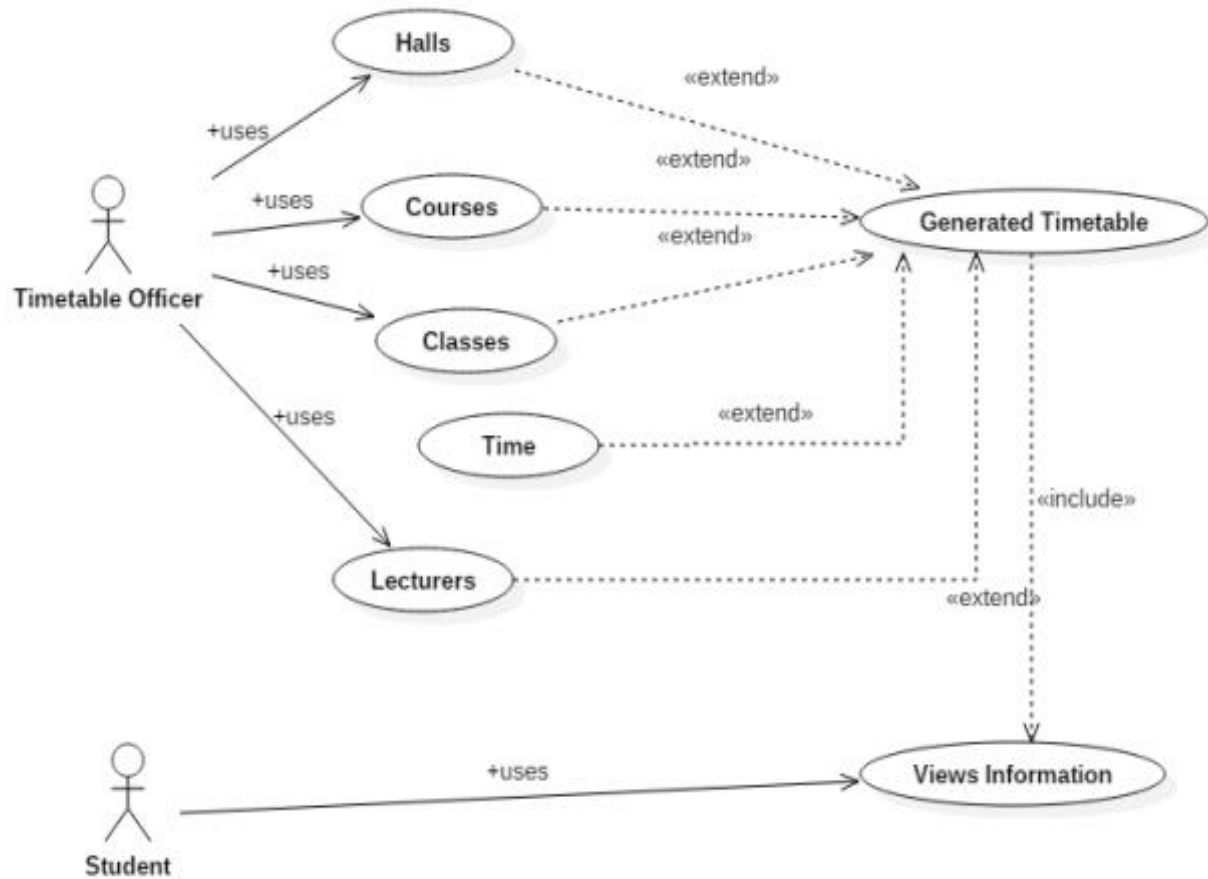 Halls
«extend»
+uses
«extend»
+uses
Courses
Generated Timetable
«extend»
+uses
Timetable Officer
Classes
+uses
«extend»
Time
«include»
Lecturers
«extend»
+uses
Views Information
Student